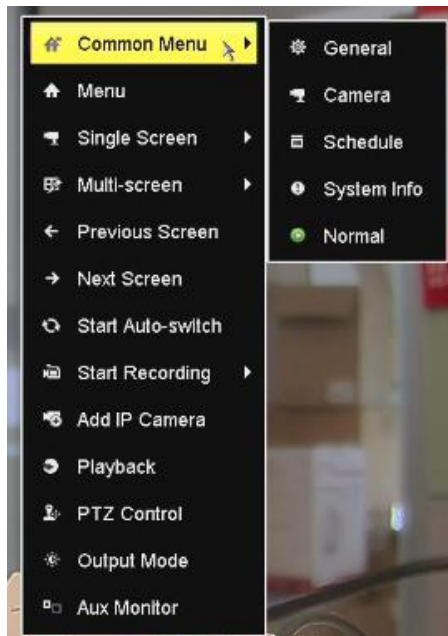 Common Menu
Menu
Single Screen
Multi-screen
Previous Screen
Next Screen
Start Auto-switch
Start Recording
Add IP Camera
Playback
PTZ Control
Output Mode
Aux Monitor
General
Camera
Schedule
System Info
Normal